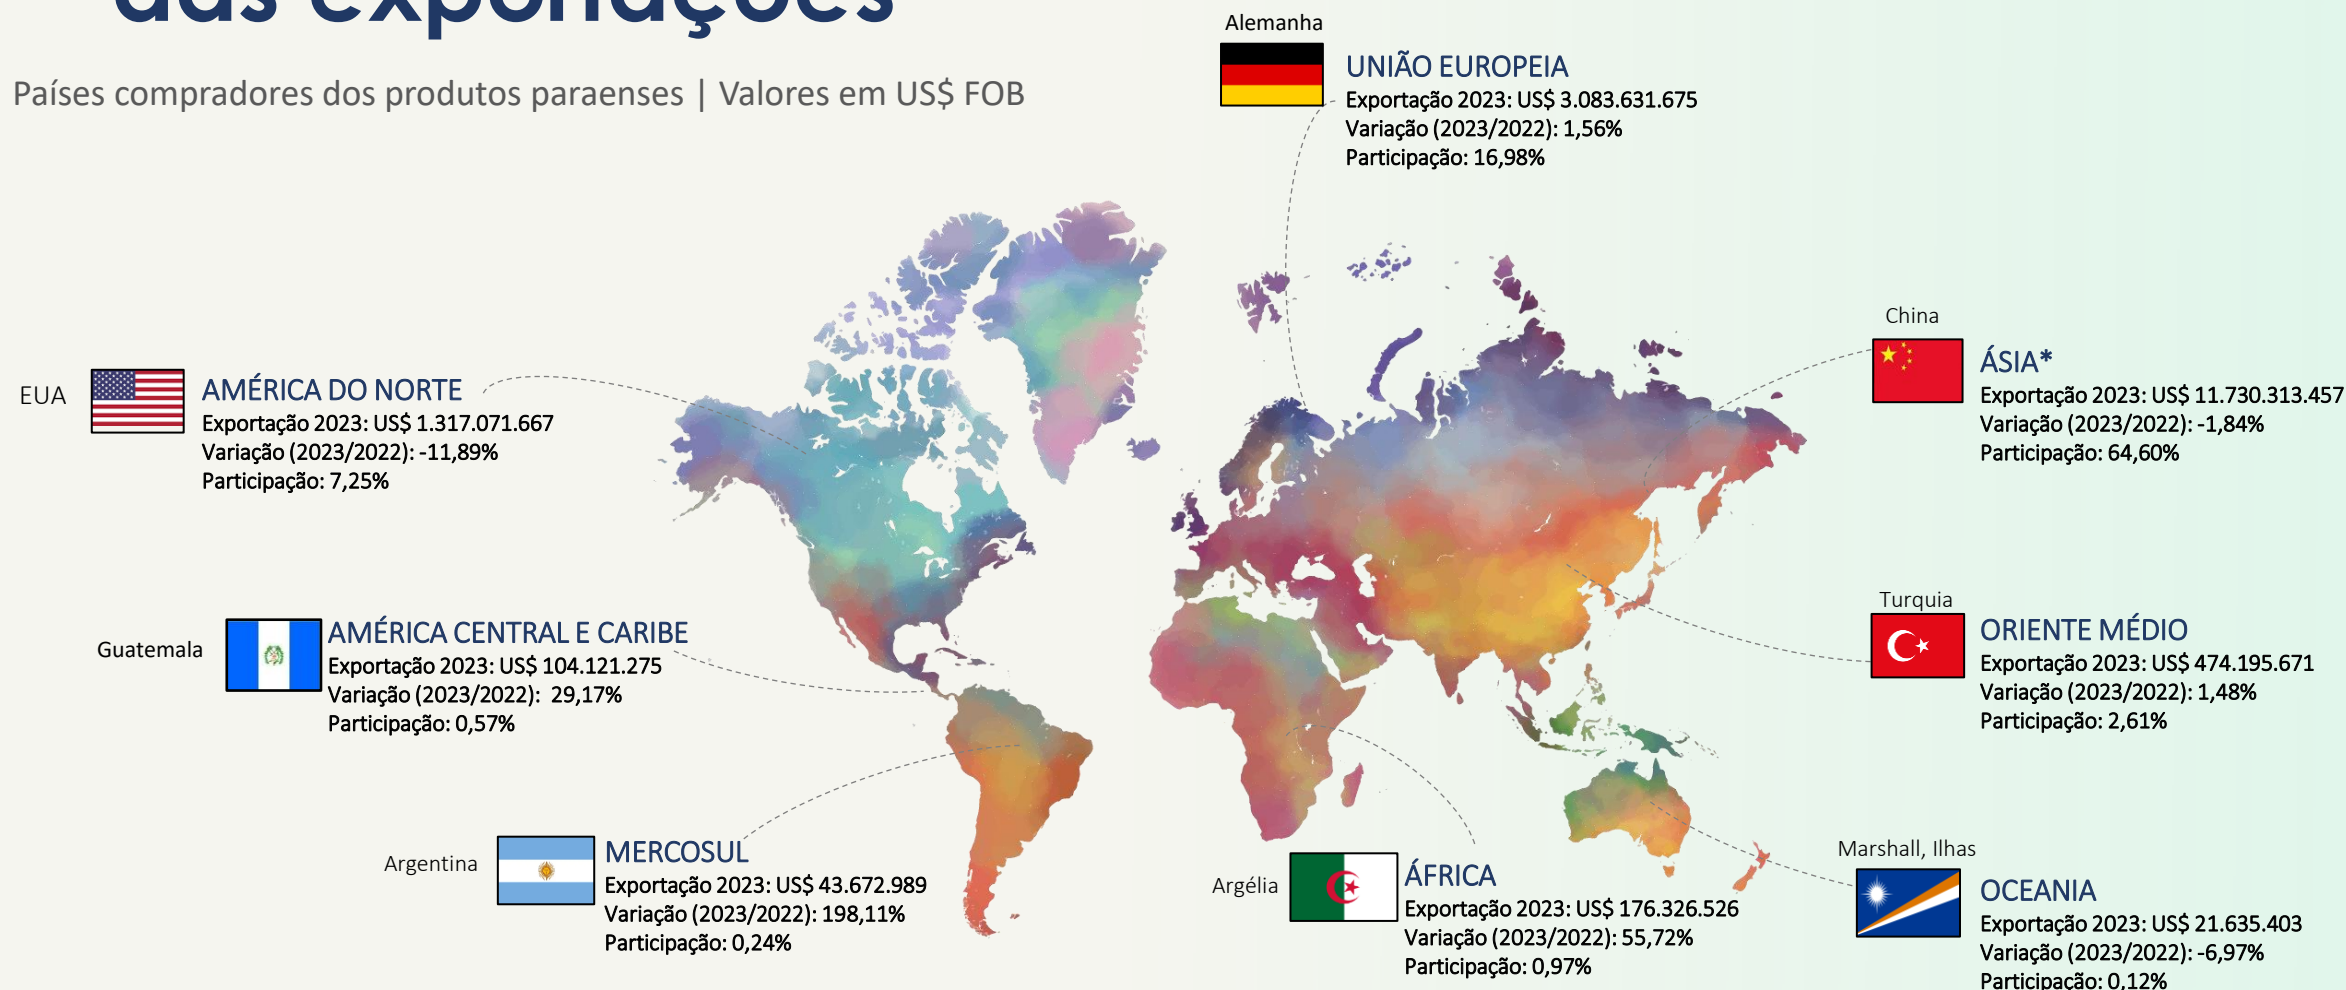 das exportações
Países compradores dos produtos paraenses | Valores em US$ FOB
Alemanha
UNIÃO EUROPEIA
Exportação 2023: US$ 3.083.631.675
Variação (2023/2022): 1,56%
Participação: 16,98%
EUA
AMÉRICA DO NORTE
Exportação 2023: US$ 1.317.071.667
Variação (2023/2022): -11,89%
Participação: 7,25%
China
ÁSIA*
Exportação 2023: US$ 11.730.313.457
Variação (2023/2022): -1,84%
Participação: 64,60%
Guatemala
AMÉRICA CENTRAL E CARIBE
Exportação 2023: US$ 104.121.275
Variação (2023/2022): 29,17%
Participação: 0,57%
Turquia
ORIENTE MÉDIO
Exportação 2023: US$ 474.195.671
Variação (2023/2022): 1,48%
Participação: 2,61%
Argentina
MERCOSUL
Exportação 2023: US$ 43.672.989
Variação (2023/2022): 198,11%
Participação: 0,24%
Argélia
ÁFRICA
Exportação 2023: US$ 176.326.526
Variação (2023/2022): 55,72%
Participação: 0,97%
Marshall, Ilhas
OCEANIA
Exportação 2023: US$ 21.635.403
Variação (2023/2022): -6,97%
Participação: 0,12%